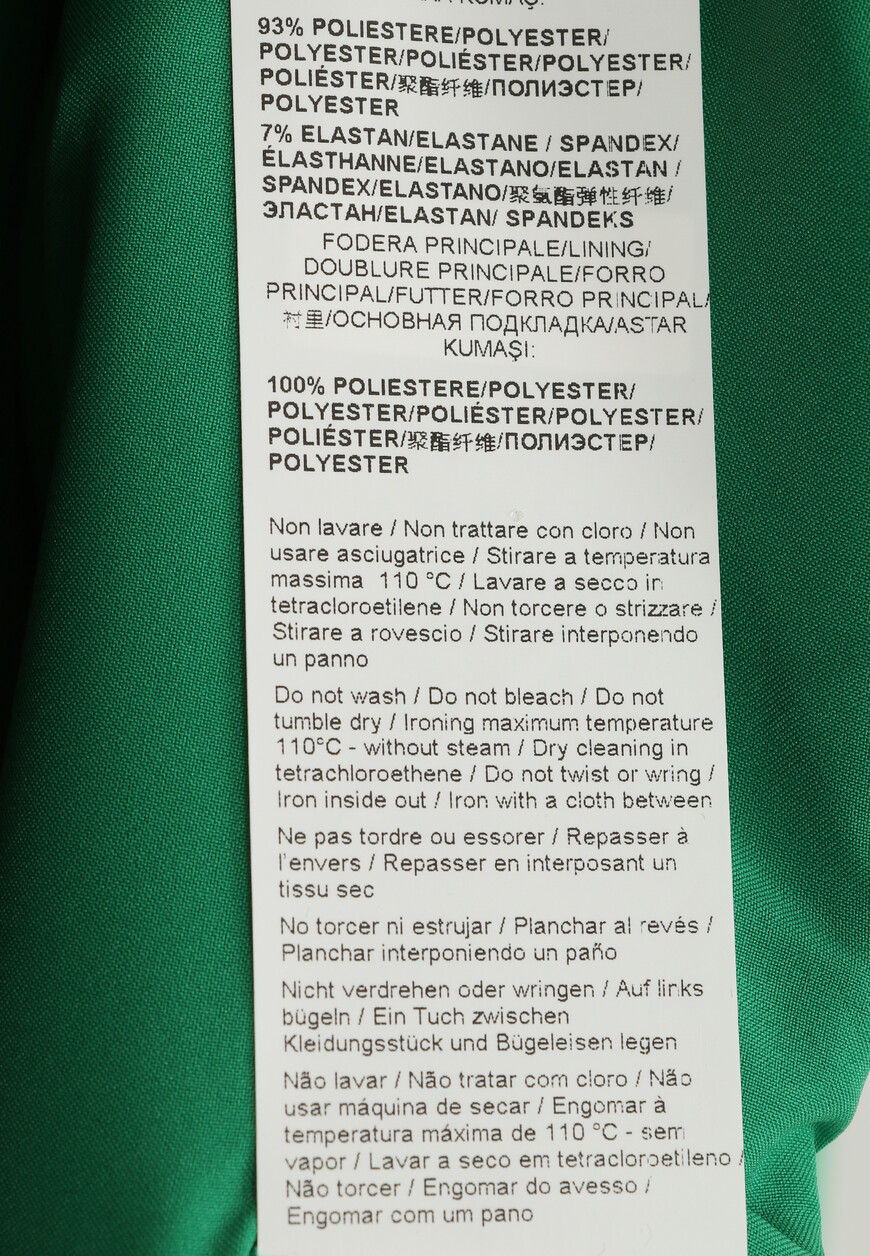 KUMAŞ:
93% POLIESTERE/POLYESTER/
POLYESTER/POLIÉSTER/POLYESTER/
POLIÉSTER/聚酯纤维/ПОЛИЭСТЕР/
POLYESTER
7% ELASTAN/ELASTANE / SPANDEX/
ÉLASTHANNE/ELASTANO/ELASTAN /
SPANDEX/ELASTANO/聚氨酯弹性纤维/
ЭЛАСТАН/ELASTAN/ SPANDEKS
FODERA PRINCIPALE/LINING/
DOUBLURE PRINCIPALE/FORRO
PRINCIPAL/FUTTER/FORRO PRINCIPAL/
衬里/ОСНОВНАЯ ПОДКЛАДКА/ASTAR
KUMAŞI:
100% POLIESTERE/POLYESTER/
POLYESTER/POLIÉSTER/POLYESTER/
POLIÉSTER/聚酯纤维/ПОЛИЭСТЕР/
POLYESTER
Non lavare / Non trattare con cloro / Non
usare asciugatrice / Stirare a temperatura
massima 110 °C / Lavare a secco in
tetracloroetilene / Non torcere o strizzare /
Stirare a rovescio / Stirare interponendo
un panno
Do not wash / Do not bleach / Do not
tumble dry / Ironing maximum temperature
110°C - without steam / Dry cleaning in
tetrachloroethene / Do not twist or wring /
Iron inside out / Iron with a cloth between
Ne pas tordre ou essorer / Repasser à
l'envers / Repasser en interposant un
tissu sec
No torcer ni estrujar / Planchar al revés /
Planchar interponiendo un paño
Nicht verdrehen oder wringen / Auf links
bügeln / Ein Tuch zwischen
Kleidungsstück und Bügeleisen legen
Não lavar / Não tratar com cloro / Não
usar máquina de secar / Engomar à
temperatura máxima de 110 °C - sem
vapor / Lavar a seco em tetracloroetileno /
Não torcer / Engomar do avesso /
Engomar com um pano